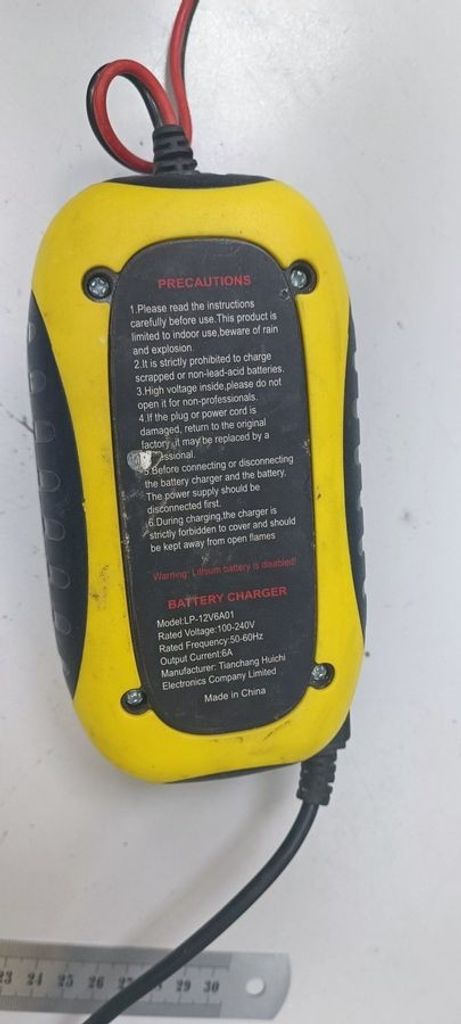 PRECAUTIONS
1.Please read the instructions
carefully before use.This product is
limited to indoor use,beware of rain
and explosion
2.It is strictly prohibited to charge
scrapped or non-lead-acid batteries.
3.High voltage inside,please do not
open it for non-professionals.
4.If the plug or power cord is
damaged, return to the original
factory, it may be replaced by a
essional.
5.Before connecting or disconnecting
the battery charger and the battery.
The power supply should be
disconnected first.
6.During charging,the charger is
strictly forbidden to cover and should
be kept away from open flames
Warning: Lithium battery is disabled!
BATTERY CHARGER
Model:LP-12V6A01
Rated Voltage:100-240V
Rated Frequency:50-60Hz
Output Current:6A
Manufacturer: Tianchang Huichi
Electronics Company Limited
Made in China
23 24 25 26 27 29 30